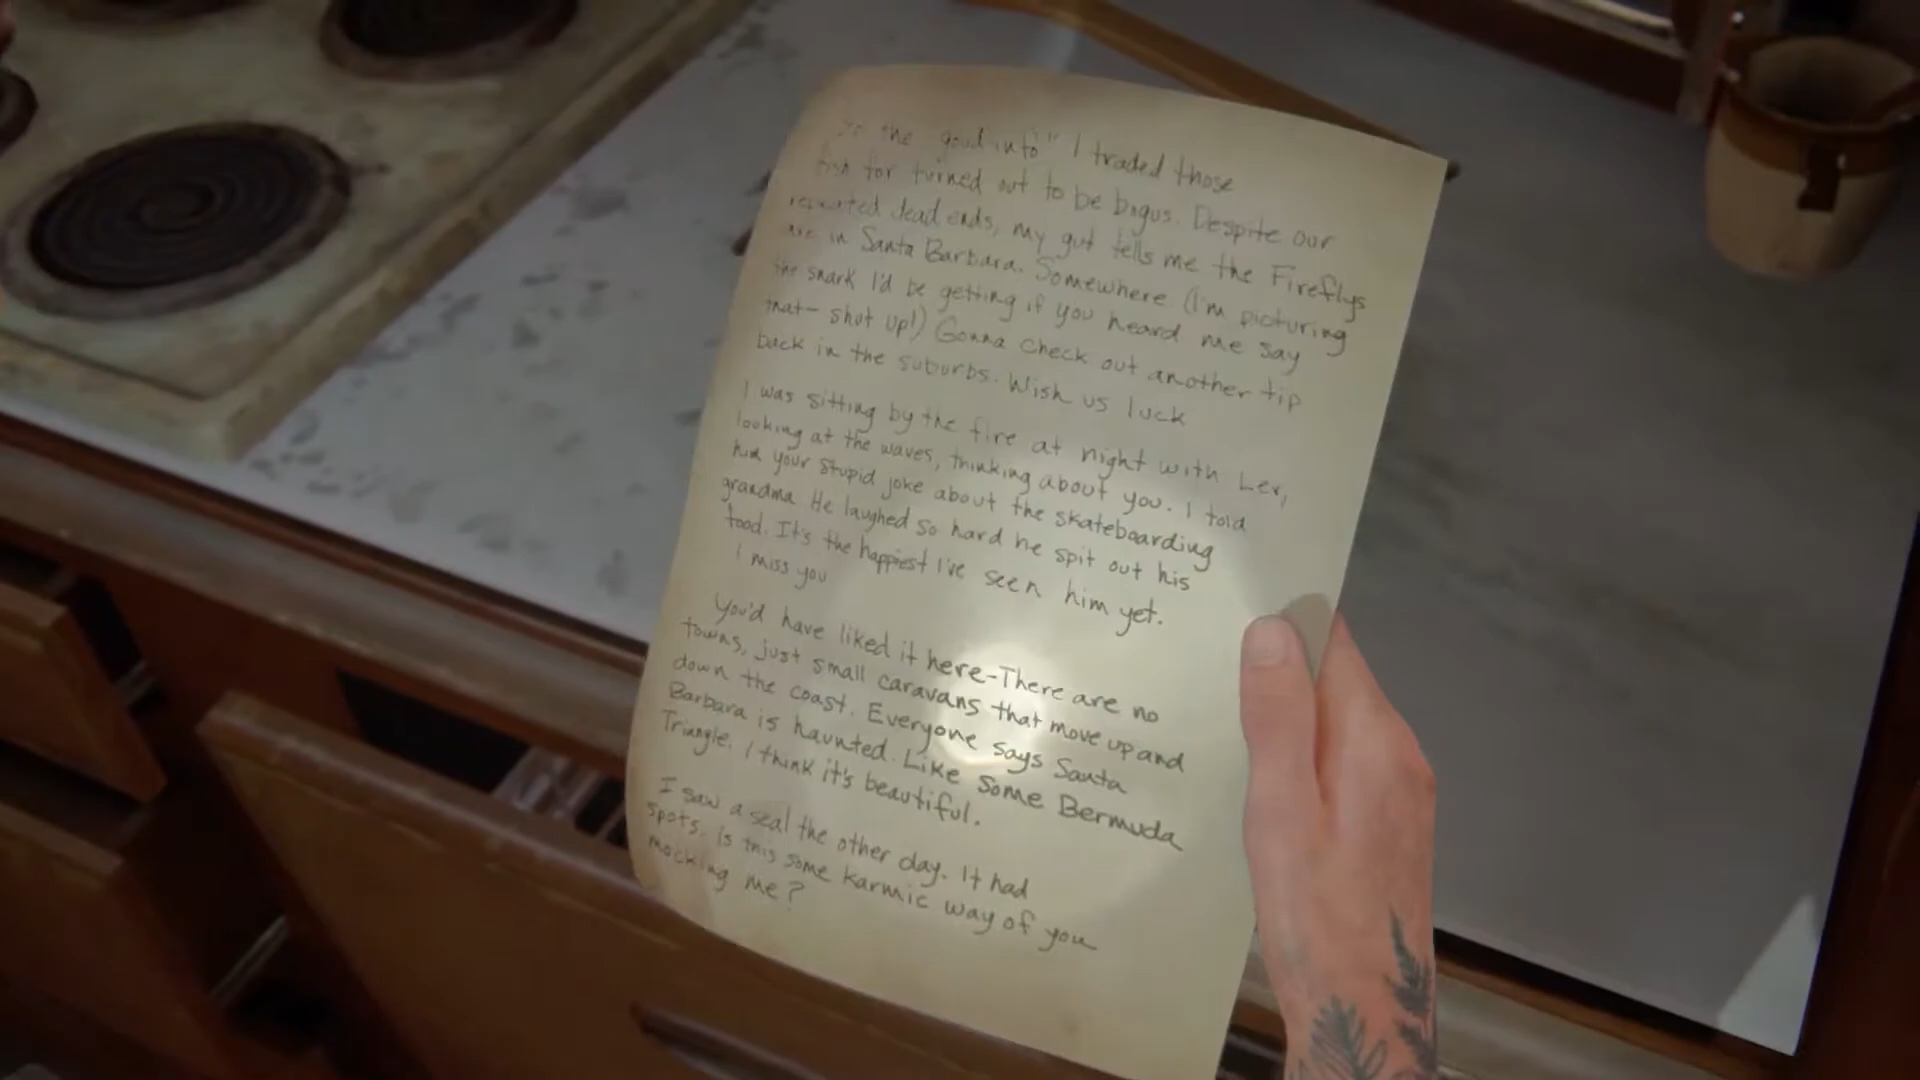 So the "good info" I traded those
fish for turned out to be bogus. Despite our
repeated dead ends, my gut tells me the Fireflys
are in Santa Barbara. Somewhere. (I'm picturing
the snark I'd be getting if you heard me say
that- shut up!) Gonna check out another tip
back in the suburbs. Wish us luck
I was sitting by the fire at night with Lev,
looking at the waves, thinking about you. I told
him your stupid joke about the skateboarding
grandma. He laughed so hard he spit out his
food. It's the happiest I've seen him yet.
I miss you
You'd have liked it here-There are no
towns, just small caravans that move up and
down the coast. Everyone says Santa
Barbara is haunted. Like some Bermuda
Triangle. I think it's beautiful.
I saw a seal the other day. It had
spots. Is this some karmic way of you
mocking me?